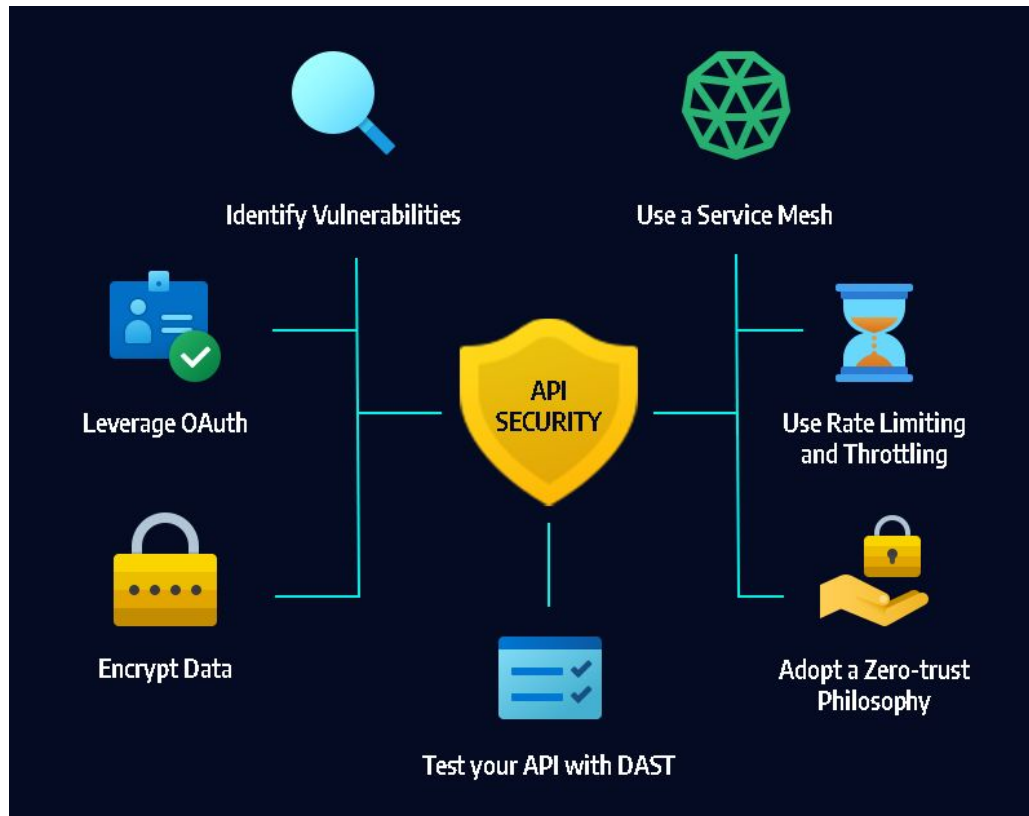 Identify Vulnerabilities
Use a Service Mesh
Leverage OAuth
API
SECURITY
Use Rate Limiting
and Throttling
Encrypt Data
Adopt a Zero-trust
Philosophy
Test your API with DAST